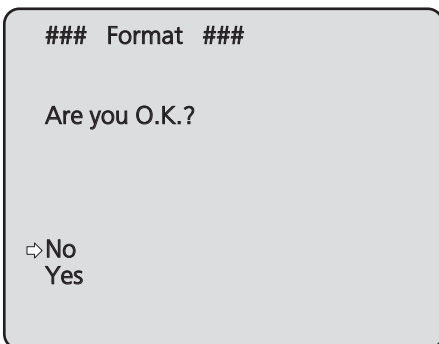 ### Format ###
Are you O.K.?
⇨No
Yes